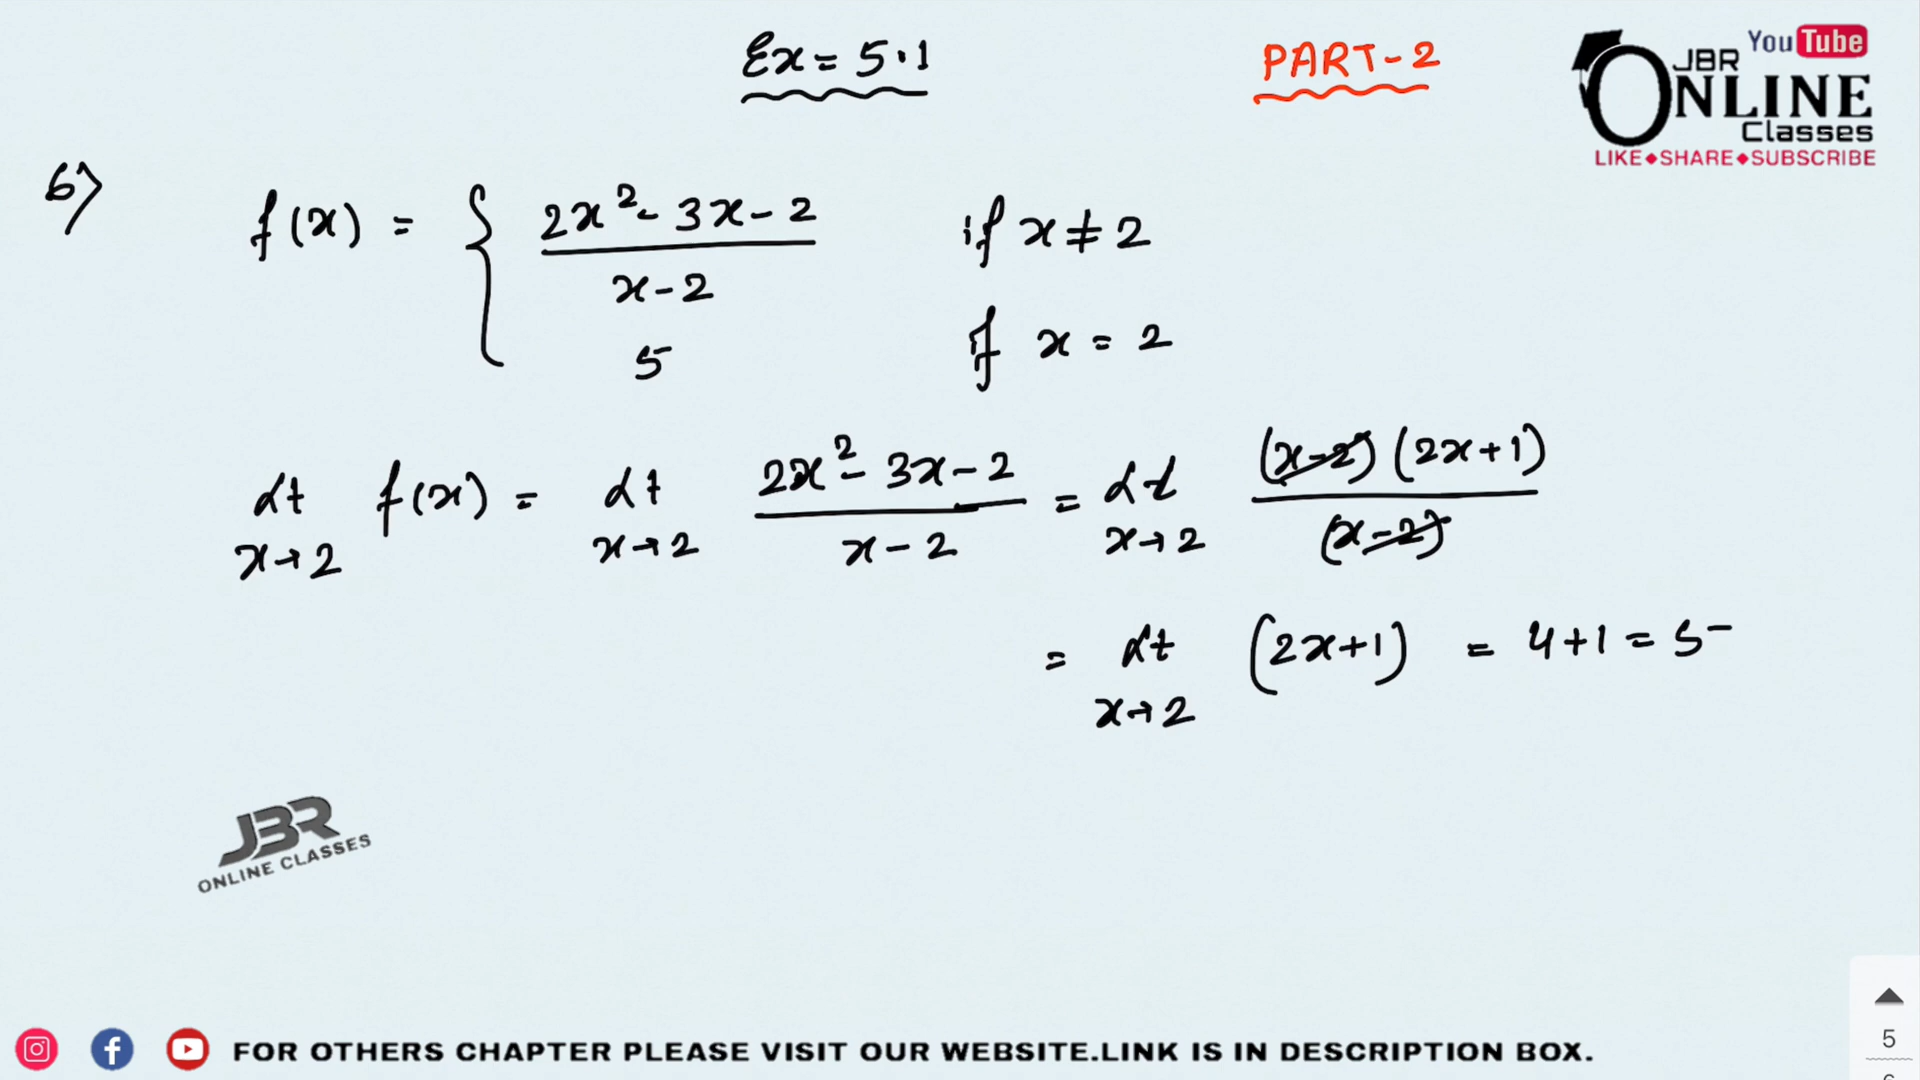 Ex = 5.1
PART-2
You Tube
JBR
ONLINE
Classes
LIKE◆SHARE◆SUBSCRIBE
6)
f(x) = { 2x² - 3x - 2 / x - 2 if x ≠ 2
5 if x = 2
Lt x→2 f(x) = Lt x→2 2x² - 3x - 2 / x - 2 = Lt x→2 (x-2) (2x+1) / (x-2)
= Lt x→2 (2x+1) = 4+1 = 5
JBR
ONLINE CLASSES
5
FOR OTHERS CHAPTER PLEASE VISIT OUR WEBSITE.LINK IS IN DESCRIPTION BOX.